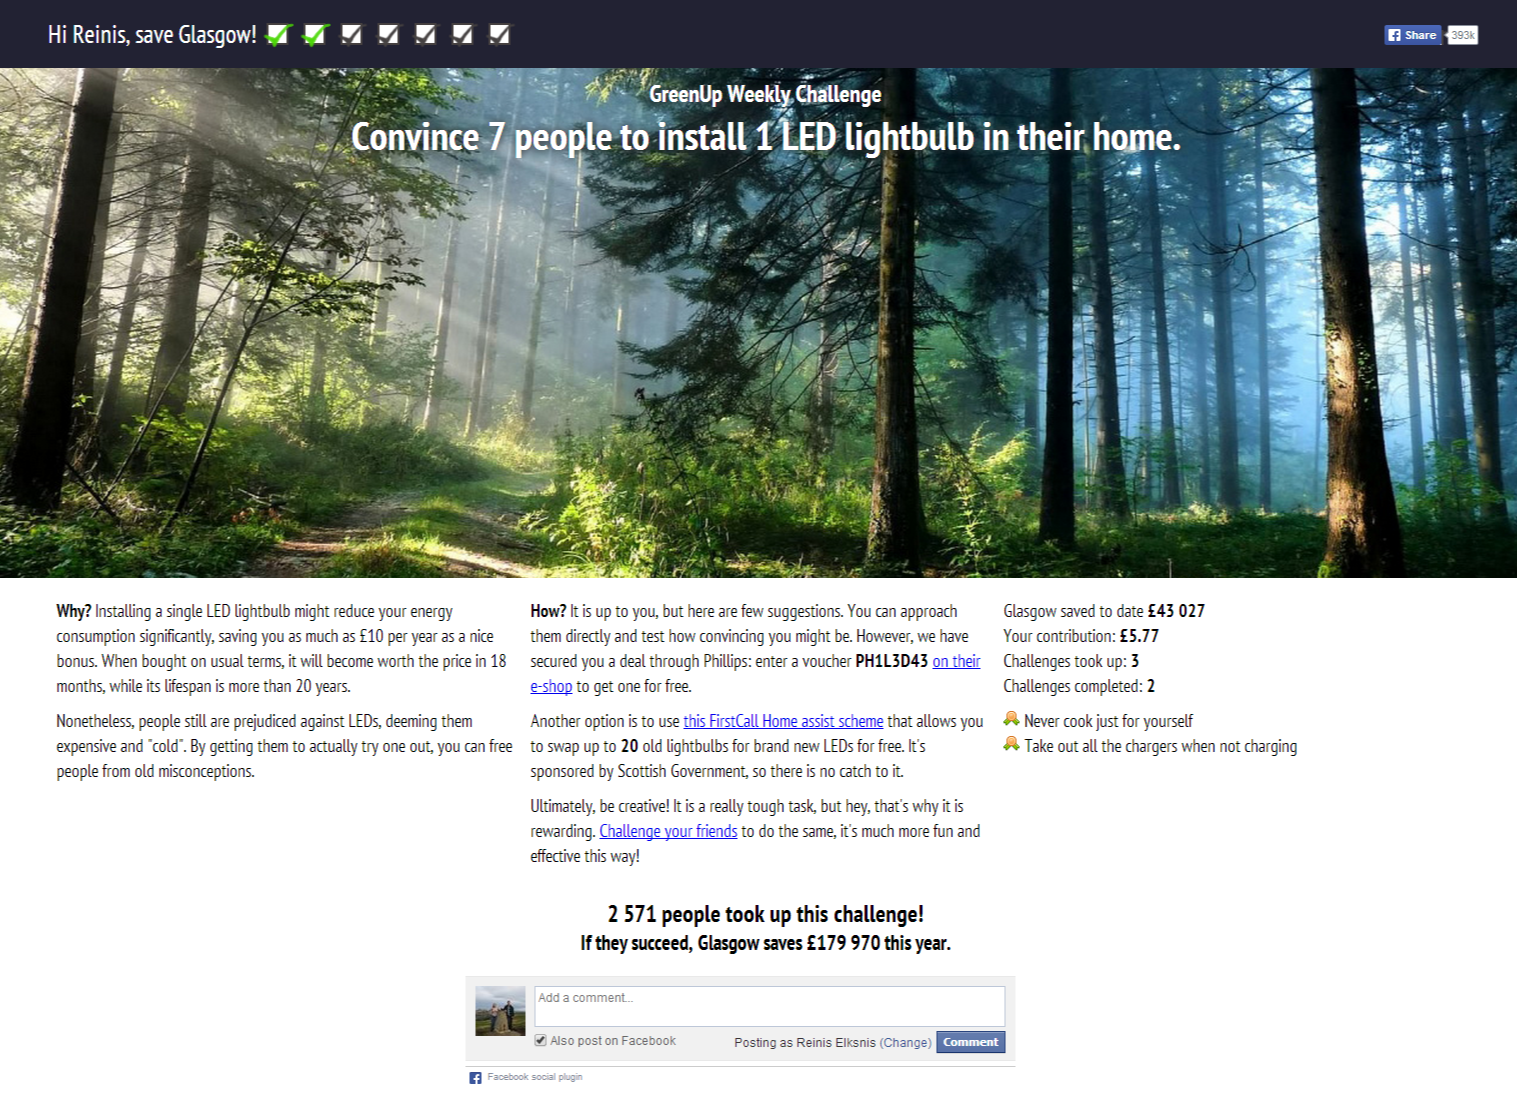 Hi Reinis, save Glasgow!
Share
393k
GreenUp Weekly Challenge
Convince 7 people to install 1 LED lightbulb in their home.
Why? Installing a single LED lightbulb might reduce your energy
consumption significantly, saving you as much as £10 per year as a nice
bonus. When bought on usual terms, it will become worth the price in 18
months, while its lifespan is more than 20 years.
Nonetheless, people still are prejudiced against LEDs, deeming them
expensive and "cold". By getting them to actually try one out, you can free
people from old misconceptions.
How? It is up to you, but here are few suggestions. You can approach
them directly and test how convincing you might be. However, we have
secured you a deal through Phillips: enter a voucher PH1L3D43 on their
e-shop to get one for free.
Another option is to use this FirstCall Home assist scheme that allows you
to swap up to 20 old lightbulbs for brand new LEDs for free. It's
sponsored by Scottish Government, so there is no catch to it.
Ultimately, be creative! It is a really tough task, but hey, that's why it is
rewarding. Challenge your friends to do the same, it's much more fun and
effective this way!
Glasgow saved to date £43 027
Your contribution: £5.77
Challenges took up: 3
Challenges completed: 2
Never cook just for yourself
Take out all the chargers when not charging
2 571 people took up this challenge!
If they succeed, Glasgow saves £179 970 this year.
Add a comment...
Also post on Facebook
Posting as Reinis Elksnis (Change)
Comment
Facebook social plugin